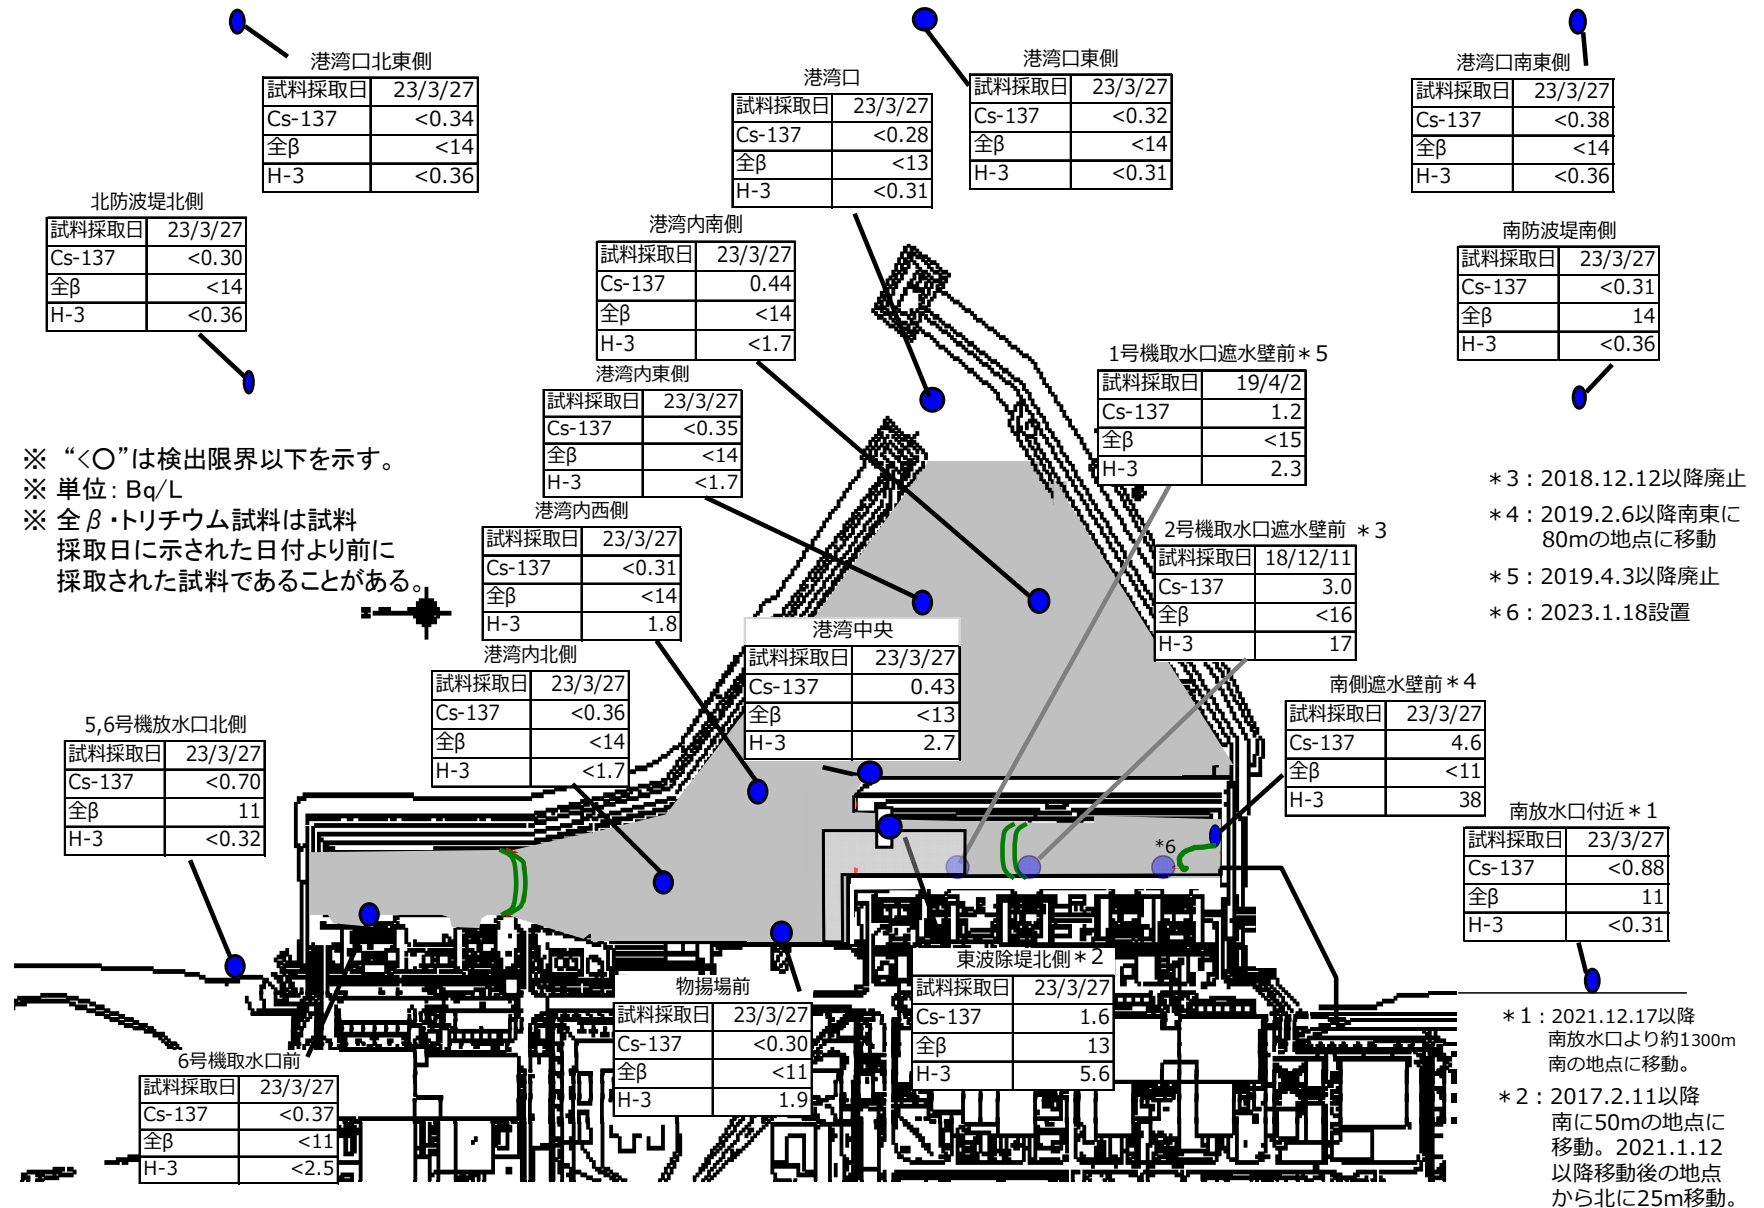 港湾口北東側
試料採取日 23/3/27
Cs-137 <0.34
全β <14
H-3 <0.36
港湾口
試料採取日 23/3/27
Cs-137 <0.28
全β <13
H-3 <0.31
港湾口東側
試料採取日 23/3/27
Cs-137 <0.32
全β <14
H-3 <0.31
港湾口南東側
試料採取日 23/3/27
Cs-137 <0.38
全β <14
H-3 <0.36
北防波堤北側
試料採取日 23/3/27
Cs-137 <0.30
全β <14
H-3 <0.36
港湾内南側
試料採取日 23/3/27
Cs-137 0.44
全β <14
H-3 <1.7
南防波堤南側
試料採取日 23/3/27
Cs-137 <0.31
全β 14
H-3 <0.36
港湾内東側
試料採取日 23/3/27
Cs-137 <0.35
全β <14
H-3 <1.7
1号機取水口遮水壁前＊5
試料採取日 19/4/2
Cs-137 1.2
全β <15
H-3 2.3
※ “<〇”は検出限界以下を示す。
※ 単位：Bq/L
※ 全β・トリチウム試料は試料
採取日に示された日付より前に
採取された試料であることがある。
N
港湾内西側
試料採取日 23/3/27
Cs-137 <0.31
全β <14
H-3 1.8
2号機取水口遮水壁前 ＊3
試料採取日 18/12/11
Cs-137 3.0
全β <16
H-3 17
＊3：2018.12.12以降廃止
＊4：2019.2.6以降南東に
80mの地点に移動
＊5：2019.4.3以降廃止
＊6：2023.1.18設置
港湾中央
試料採取日 23/3/27
Cs-137 0.43
全β <13
H-3 2.7
港湾内北側
試料採取日 23/3/27
Cs-137 <0.36
全β <14
H-3 <1.7
南側遮水壁前＊4
試料採取日 23/3/27
Cs-137 4.6
全β <11
H-3 38
5,6号機放水口北側
試料採取日 23/3/27
Cs-137 <0.70
全β 11
H-3 <0.32
*6
南放水口付近＊1
試料採取日 23/3/27
Cs-137 <0.88
全β 11
H-3 <0.31
東波除堤北側＊2
試料採取日 23/3/27
Cs-137 1.6
全β 13
H-3 5.6
物揚場前
試料採取日 23/3/27
Cs-137 <0.30
全β <11
H-3 1.9
6号機取水口前
試料採取日 23/3/27
Cs-137 <0.37
全β <11
H-3 <2.5
＊1：2021.12.17以降
南放水口より約1300m
南の地点に移動。
＊2：2017.2.11以降
南に50mの地点に
移動。2021.1.12
以降移動後の地点
から北に25m移動。